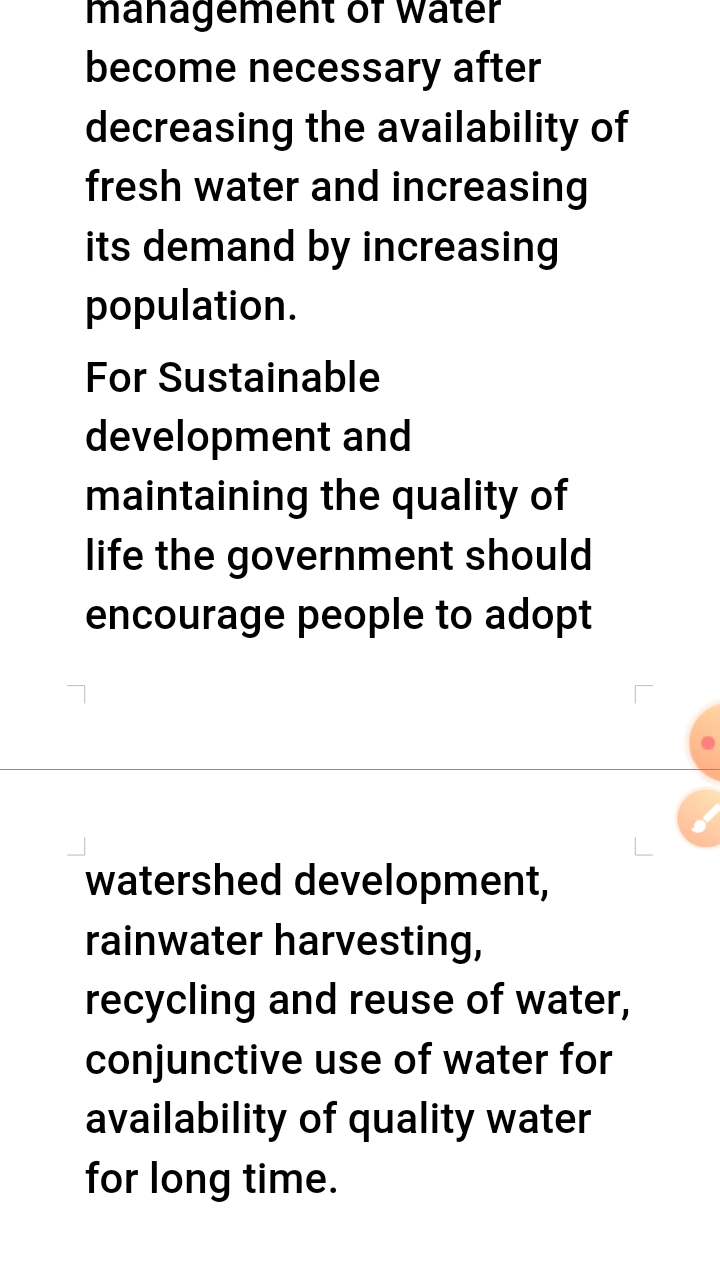 management of water
become necessary after
decreasing the availability of
fresh water and increasing
its demand by increasing
population.
For Sustainable
development and
maintaining the quality of
life the government should
encourage people to adopt
watershed development,
rainwater harvesting,
recycling and reuse of water,
conjunctive use of water for
availability of quality water
for long time.